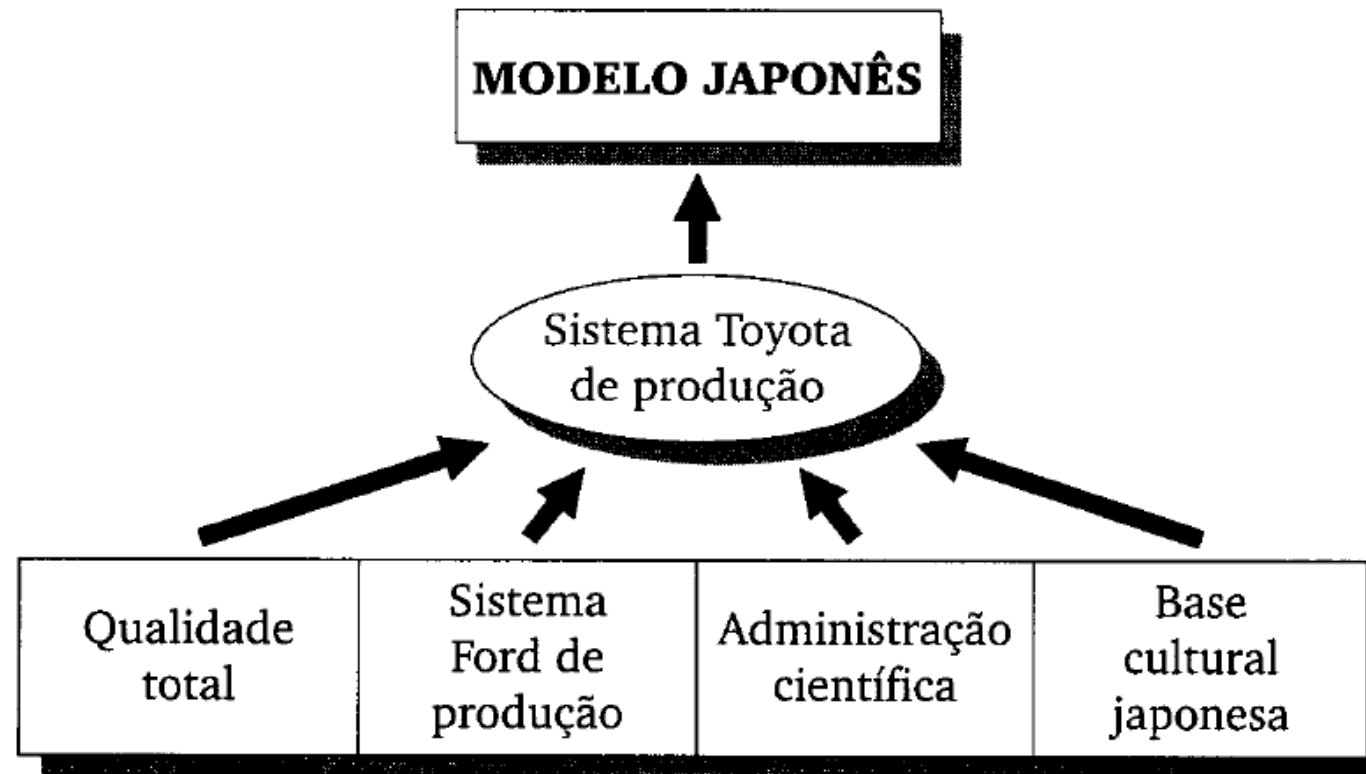 MODELO JAPONÊS
Sistema Toyota
de produção
Qualidade
total
Sistema
Ford de
produção
Administração
científica
Base
cultural
japonesa